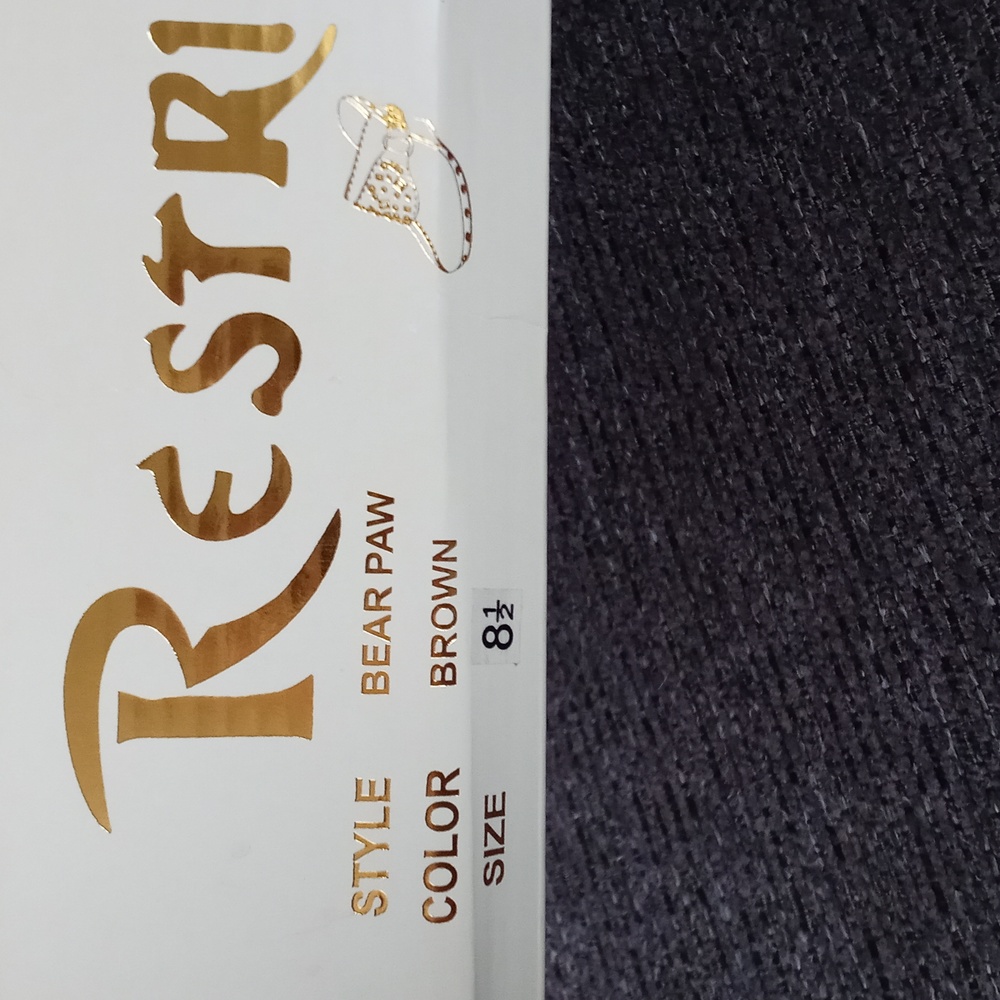 RESTRI
STYLE BEAR PAW
COLOR BROWN
SIZE 8½